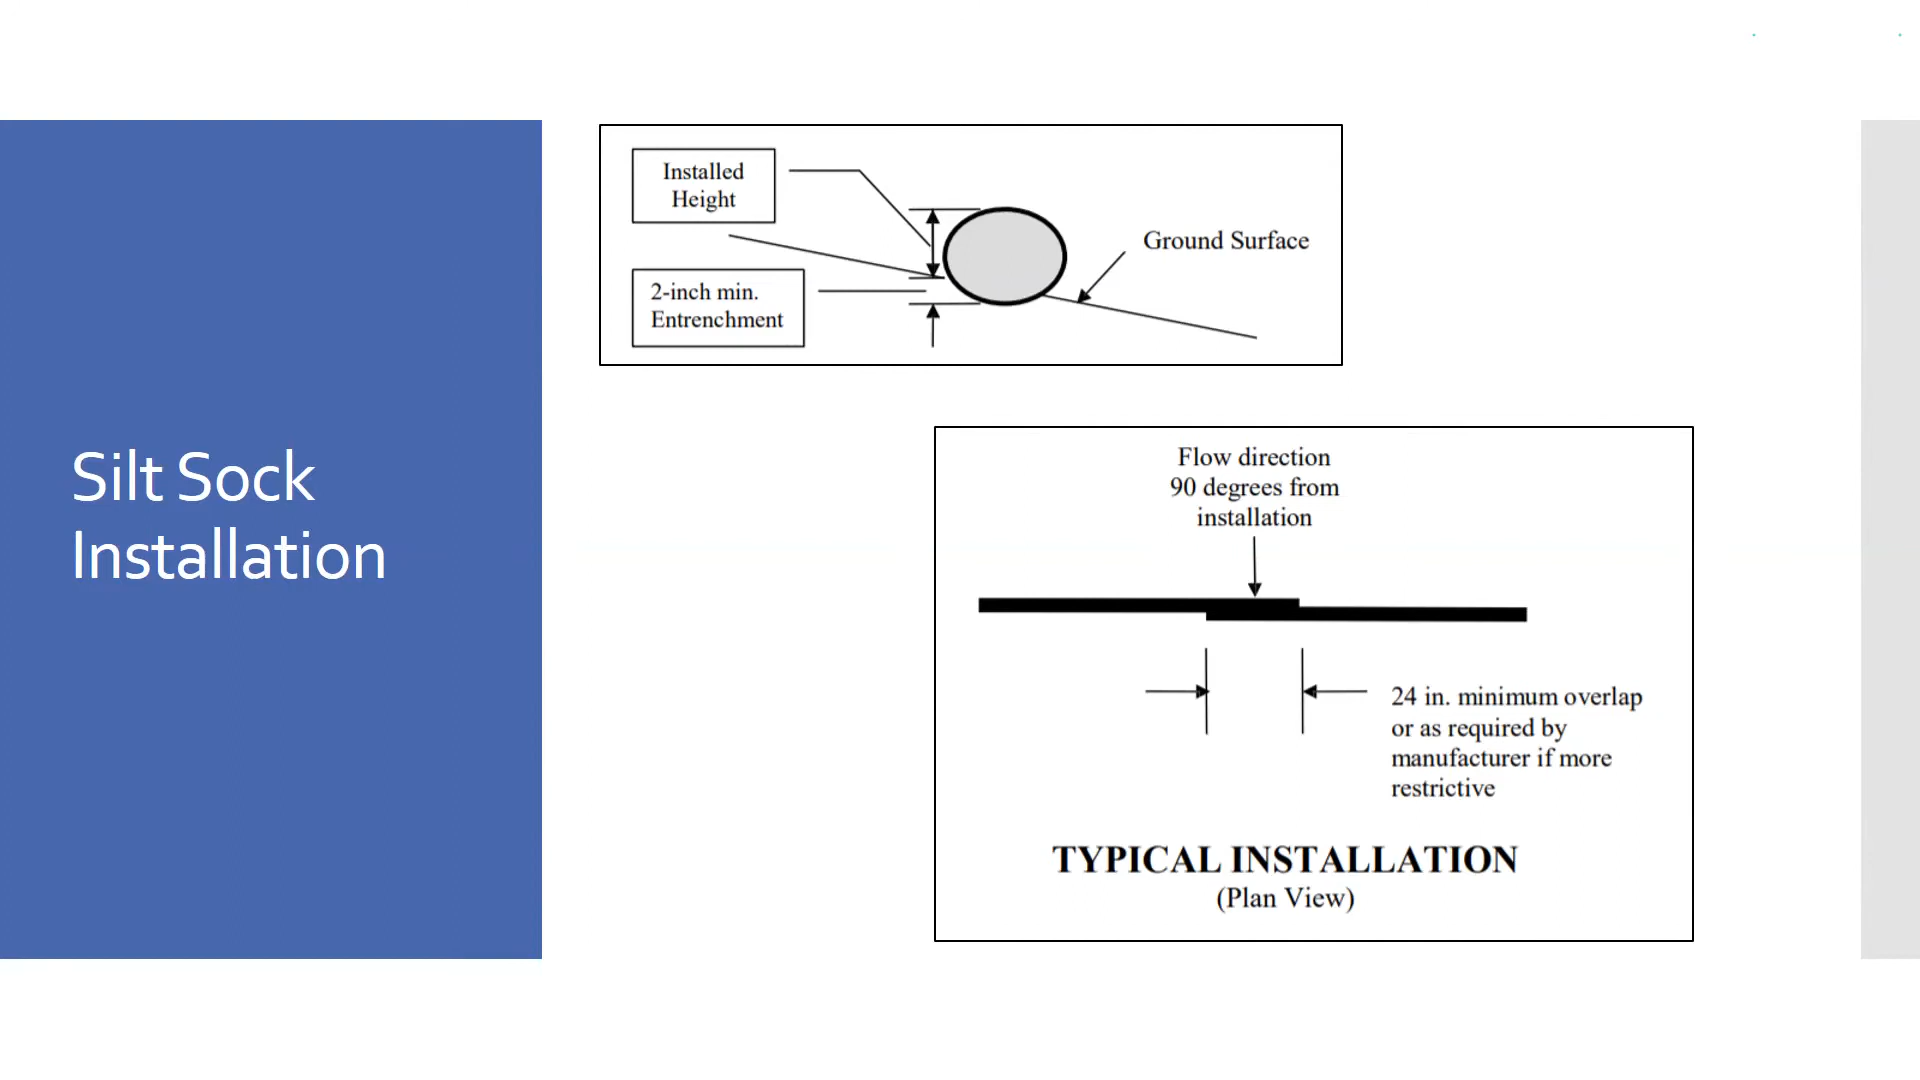 Silt Sock
Installation
Installed
Height
2-inch min.
Entrenchment
Ground Surface
Flow direction
90 degrees from
installation
24 in. minimum overlap
or as required by
manufacturer if more
restrictive
TYPICAL INSTALLATION
(Plan View)